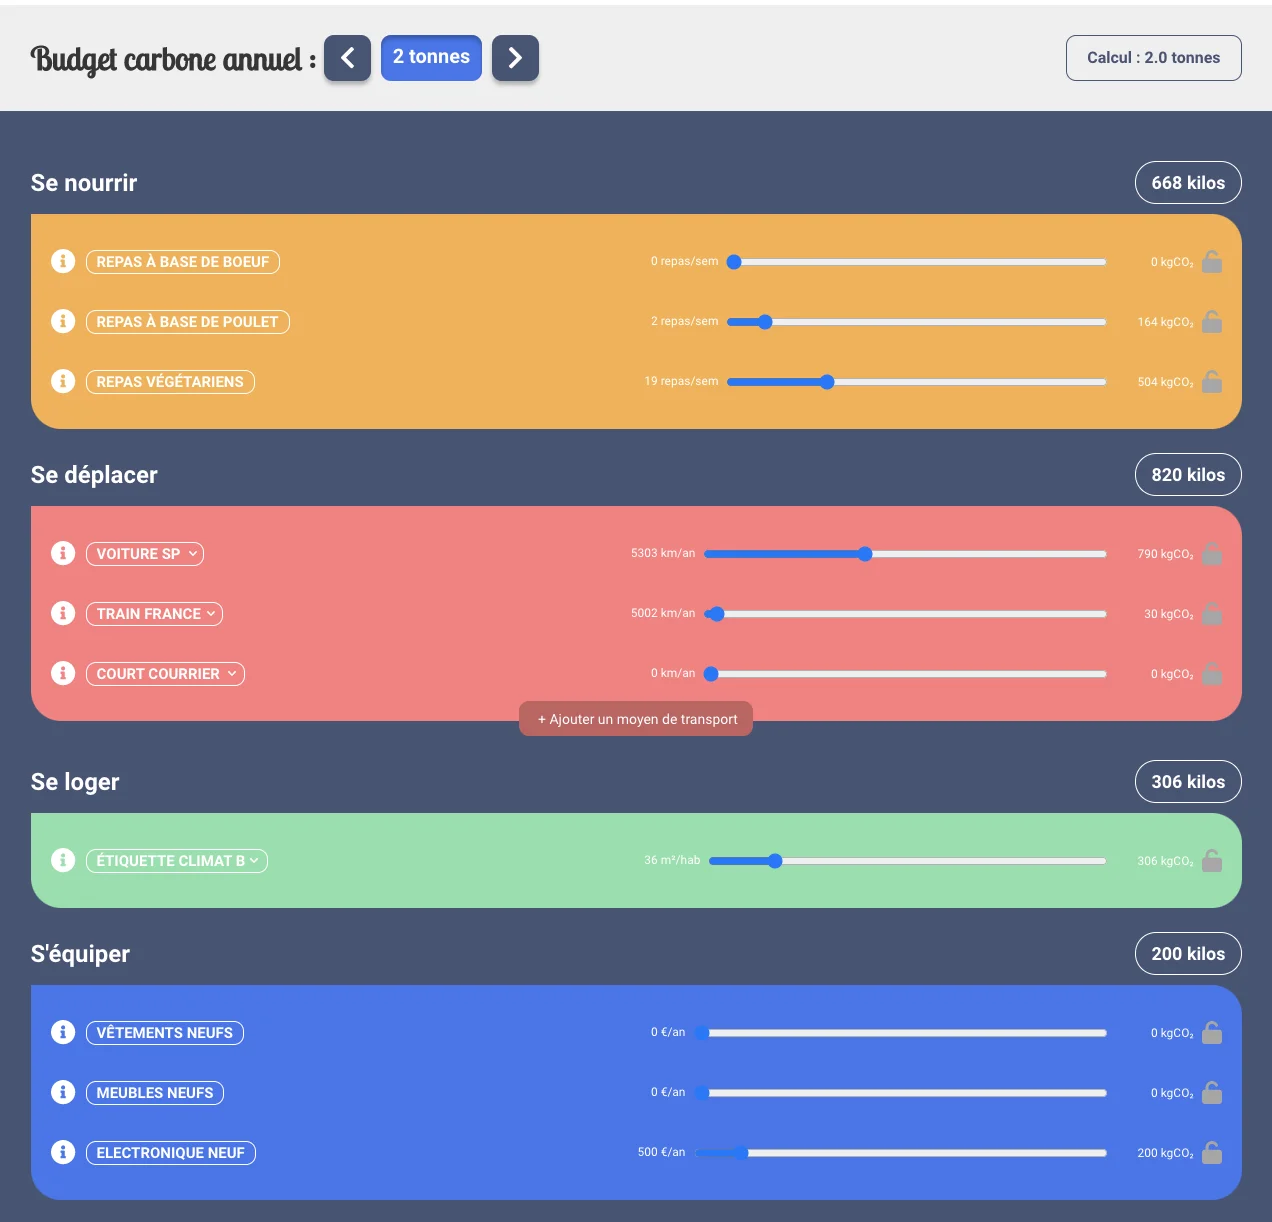 Budget carbone annuel : 2 tonnes Calcul : 2.0 tonnes
Se nourrir 668 kilos
REPAS À BASE DE BOEUF 0 repas/sem 0 kgCO₂
REPAS À BASE DE POULET 2 repas/sem 164 kgCO₂
REPAS VÉGÉTARIENS 19 repas/sem 504 kgCO₂
Se déplacer 820 kilos
VOITURE SP 5303 km/an 790 kgCO₂
TRAIN FRANCE 5002 km/an 30 kgCO₂
COURT COURRIER 0 km/an 0 kgCO₂
+ Ajouter un moyen de transport
Se loger 306 kilos
ÉTIQUETTE CLIMAT B 36 m²/hab 306 kgCO₂
S'équiper 200 kilos
VÊTEMENTS NEUFS 0 €/an 0 kgCO₂
MEUBLES NEUFS 0 €/an 0 kgCO₂
ELECTRONIQUE NEUF 500 €/an 200 kgCO₂